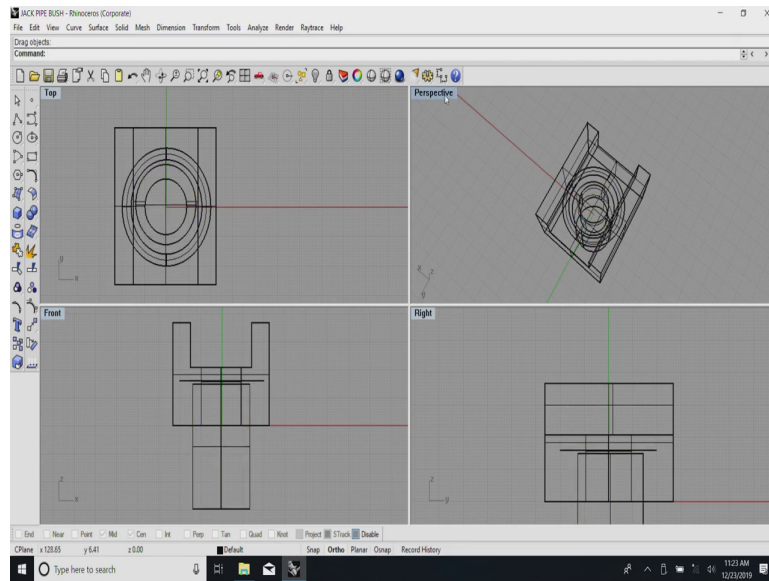 JACK PIPE BUSH - Rhinoceros (Corporate)
File Edit View Curve Surface Solid Mesh Dimension Transform Tools Analyze Render Raytrace Help
Drag objects:
Command:
Top
Perspective
y
x
x
z
y
Front
Right
z
x
z
y
End Near Point Mid Cen Int Perp Tan Quad Knot Project STrack Disable
CPlane x 128.65 y 6.41 z 0.00 Default Snap Ortho Planar Osnap Record History
Type here to search
11:23 AM
12/23/2019